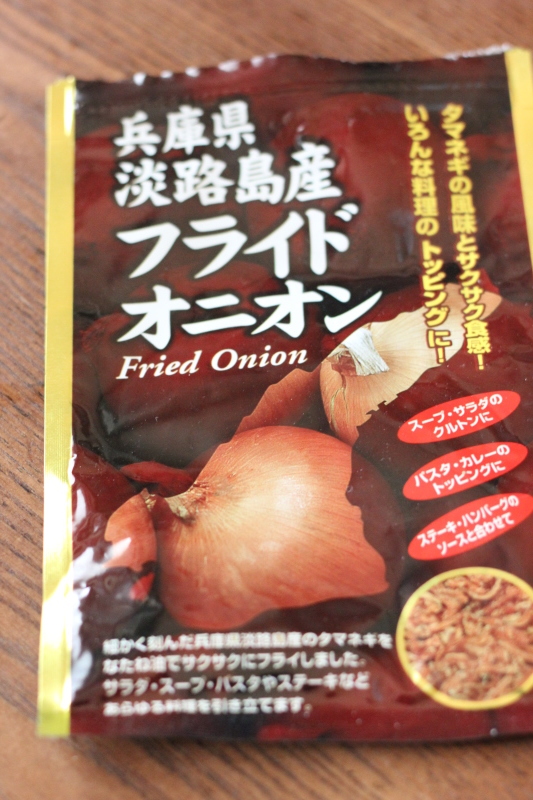 兵庫県
淡路島産
フライド
オニオン
Fried Onion
タマネギの風味とサクサク食感!
いろんな料理のトッピングに!
スープ・サラダの
クルトンに
パスタ・カレーの
トッピングに
ステーキ・ハンバーグの
ソースと合わせて
細かく刻んだ兵庫県淡路島産のタマネギを
なたね油でサクサクにフライしました。
サラダ・スープ・パスタやステーキなど
あらゆる料理を引き立てます。